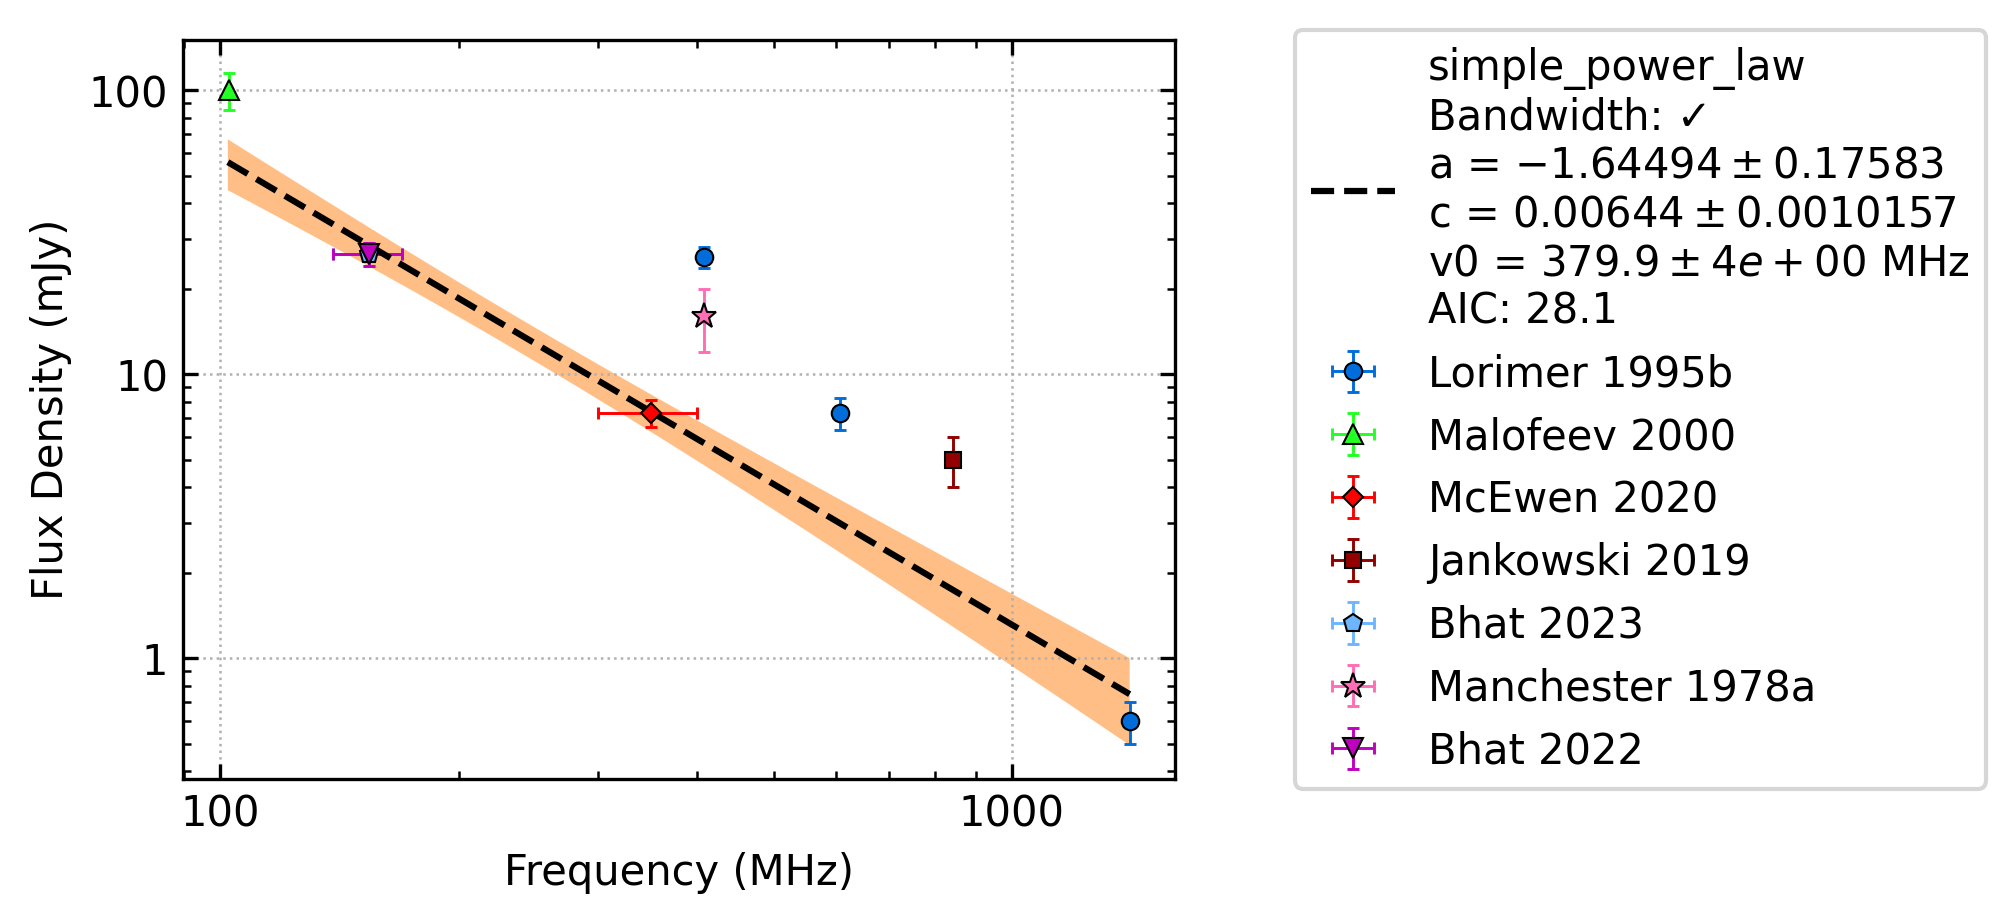 100
10
1
100
1000
Flux Density (mJy)
Frequency (MHz)
simple_power_law
Bandwidth: ✓
a = −1.64494 ± 0.17583
c = 0.00644 ± 0.0010157
v0 = 379.9 ± 4e + 00 MHz
AIC: 28.1
Lorimer 1995b
Malofeev 2000
McEwen 2020
Jankowski 2019
Bhat 2023
Manchester 1978a
Bhat 2022